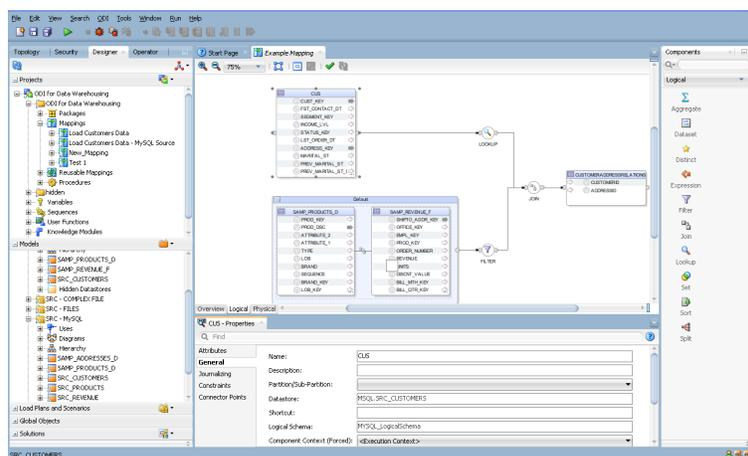 File Edit View Search ODI Tools Window Run Help
Topology Security Designer Operator
Start Page Example Mapping
Components
75%
Logical
Projects
ODI for Data Warehousing
ODI for Data Warehousing
Packages
Mappings
Load Customers Data
Load Customers Data - MySQL Source
New_Mapping
Test 1
Reusable Mappings
Procedures
hidden
Variables
Sequences
User Functions
Knowledge Modules
Models
Hierarchy
SAMP_PRODUCTS_D
SAMP_REVENUE_F
SRC_CUSTOMERS
Hidden Datastores
SRC - COMPLEX FILE
SRC - FILES
SRC - MySQL
Uses
Diagrams
Hierarchy
SAMP_ADDRESSES_D
SAMP_PRODUCTS_D
SRC_CUSTOMERS
SRC_PRODUCTS
SRC_REVENUE
Load Plans and Scenarios
Global Objects
Solutions
SRC_CUSTOMERS
CUS
CUST_KEY
FST_CONTACT_DT
SEGMENT_KEY
INCOME_LVL
STATUS_KEY
LST_ORDER_DT
ADDRESS_KEY
MARITAL_ST
PREV_MARITAL_ST
LOOKUP
JOIN
CUSTOMERADDRESSRELATIONS
CUSTOMERID
ADDRESSID
Default
SAMP_PRODUCTS_D
PROD_KEY
PROD_DSC
ATTRIBUTE_2
ATTRIBUTE_1
TYPE
LOB
BRAND
SEQUENCE
BRAND_KEY
LOB_KEY
SAMP_REVENUE_F
SHIPTO_ADDR_KEY
OFFICE_KEY
EMPL_KEY
PROD_KEY
ORDER_NUMBER
REVENUE
UNITS
DISCNT_VALUE
BILL_MTH_KEY
BILL_QTR_KEY
FILTER
Overview Logical Physical
CUS - Properties
Find
Attributes
General
Journalizing
Constraints
Connector Points
Name: CUS
Description:
Partition/Sub-Partition:
Datastore: MSQL.SRC_CUSTOMERS
Shortcut:
Logical Schema: MYSQL_LogicalSchema
Component Context (Forced): <Execution Context>
Aggregate
Dataset
Distinct
Expression
Filter
Join
Lookup
Set
Sort
Split